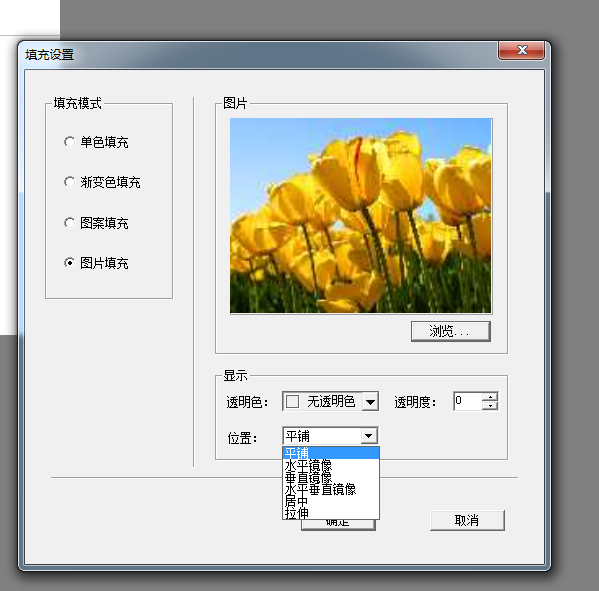 填充设置
填充模式
单色填充
渐变色填充
图案填充
图片填充
图片
浏览...
显示
透明色：
无透明色
透明度：
0
位置：
平铺
平铺
水平镜像
垂直镜像
水平垂直镜像
居中
拉伸
确定
取消